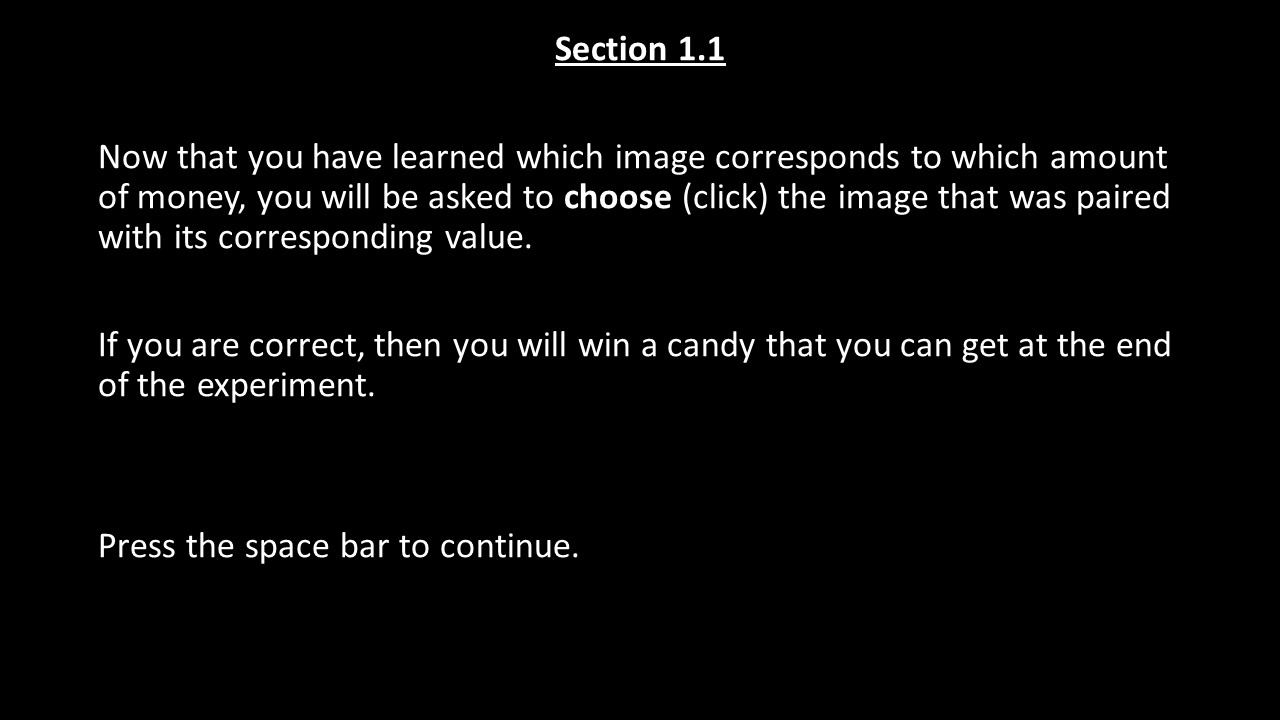 Section 1.1
Now that you have learned which image corresponds to which amount
of money, you will be asked to choose (click) the image that was paired
with its corresponding value.
If you are correct, then you will win a candy that you can get at the end
of the experiment.
Press the space bar to continue.